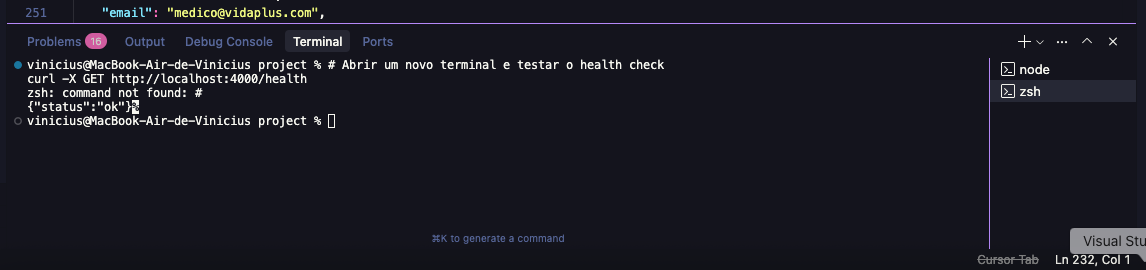 251 "email": "medico@vidaplus.com",
Problems 16 Output Debug Console Terminal Ports
vinicius@MacBook-Air-de-Vinicius project % # Abrir um novo terminal e testar o health check
curl -X GET http://localhost:4000/health
zsh: command not found: #
{"status":"ok"}%
vinicius@MacBook-Air-de-Vinicius project %
node
zsh
⌘K to generate a command
Visual Stu
Cursor Tab Ln 232, Col 1